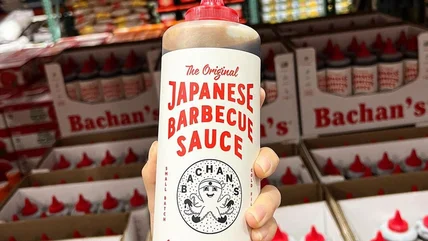 The Original
JAPANESE
BARBECUE
SAUCE
BACHAN'S
SMALL BATCH
Bachan's
Bachan's